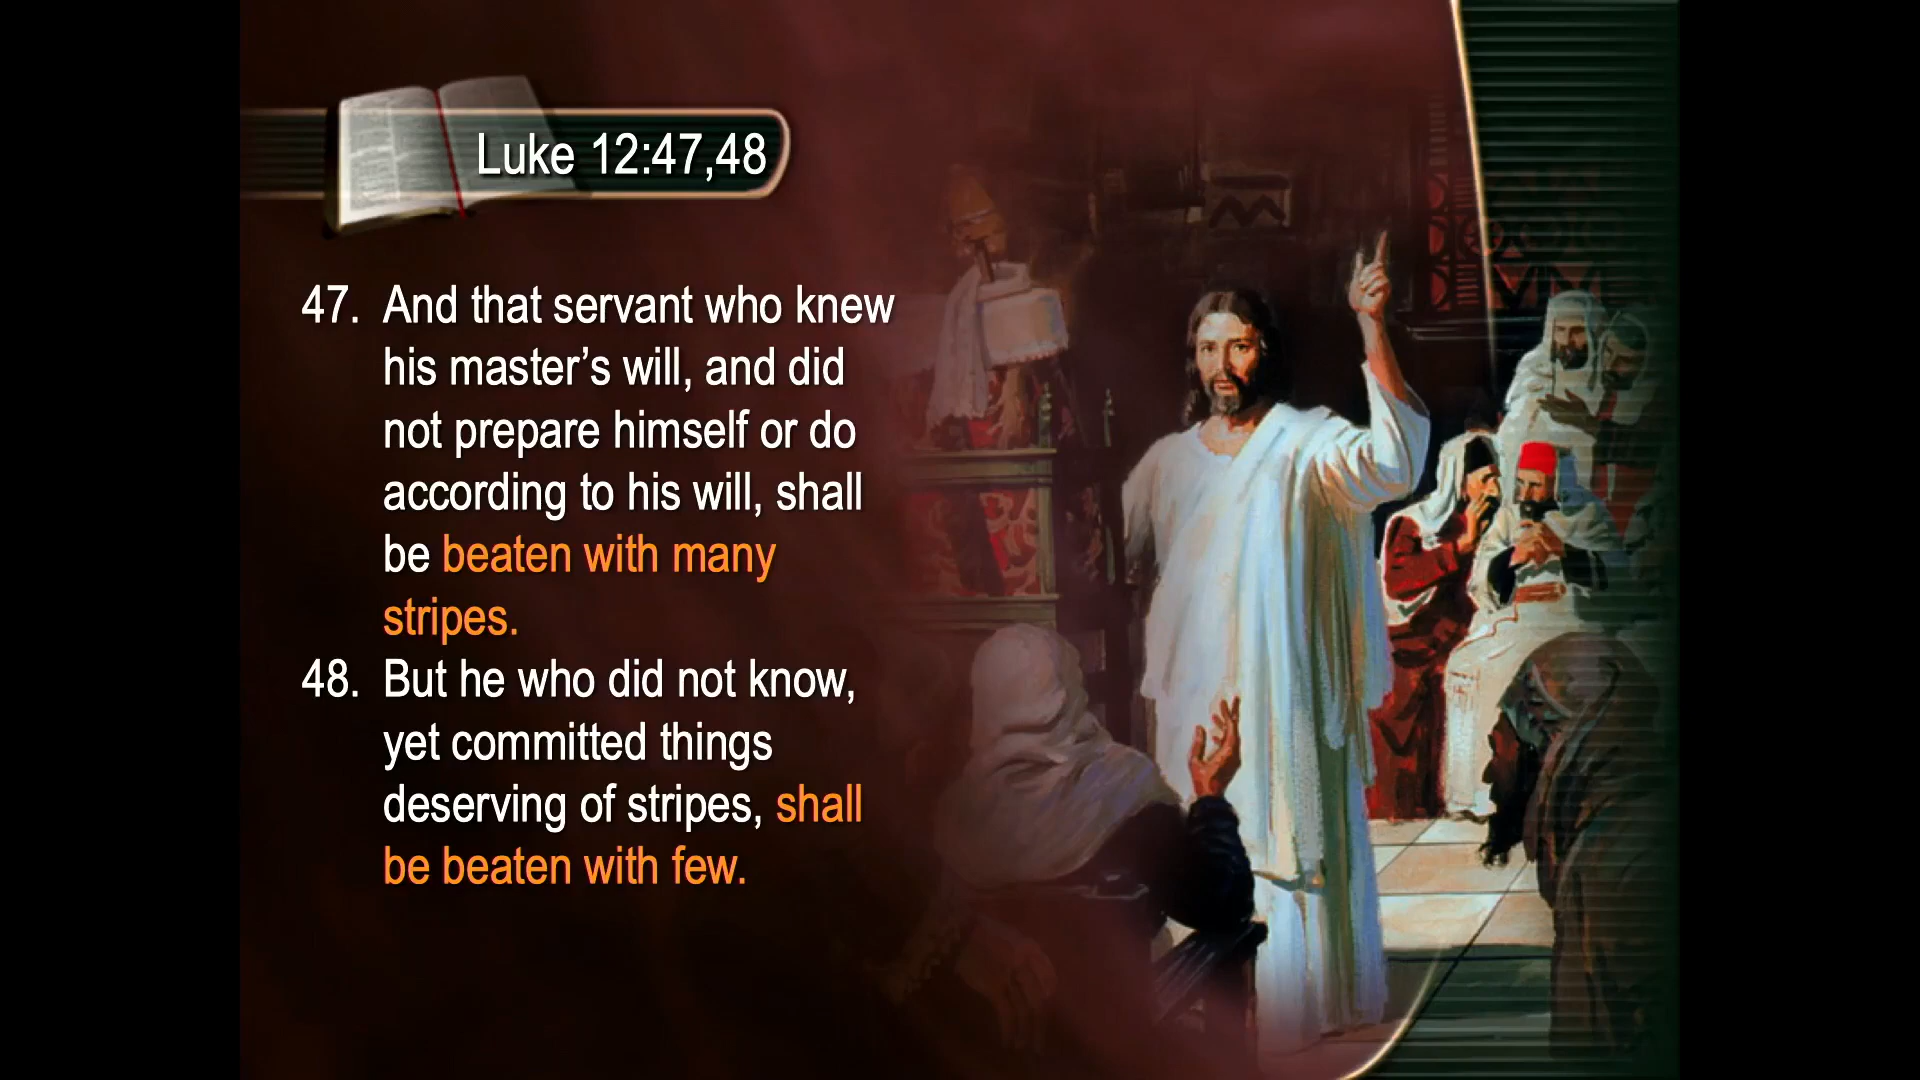 Luke 12:47,48
47. And that servant who knew
his master’s will, and did
not prepare himself or do
according to his will, shall
be beaten with many
stripes.
48. But he who did not know,
yet committed things
deserving of stripes, shall
be beaten with few.